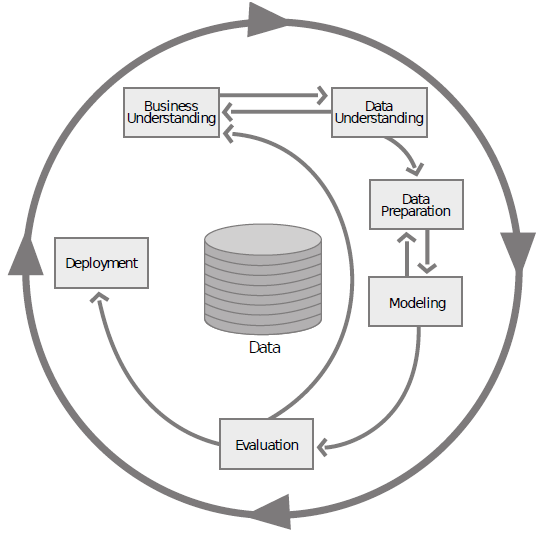 Business
Understanding
Data
Understanding
Data
Preparation
Deployment
Modeling
Data
Evaluation